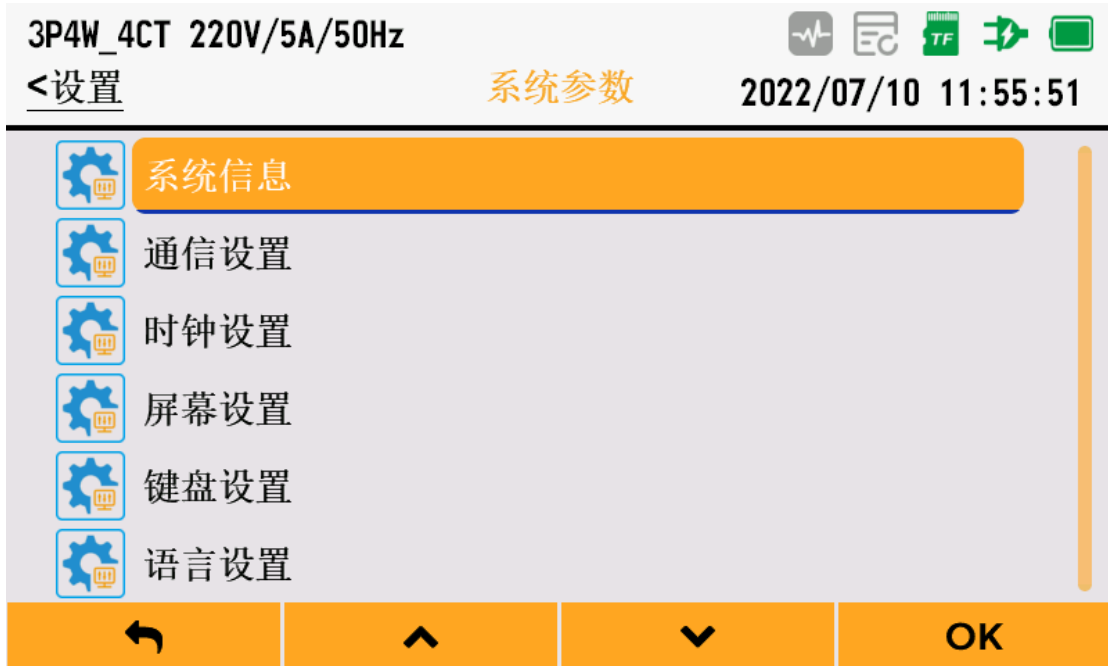 3P4W_4CT 220V/5A/50Hz
TF
<设置
系统参数
2022/07/10 11:55:51
系统信息
通信设置
时钟设置
屏幕设置
键盘设置
语言设置
OK